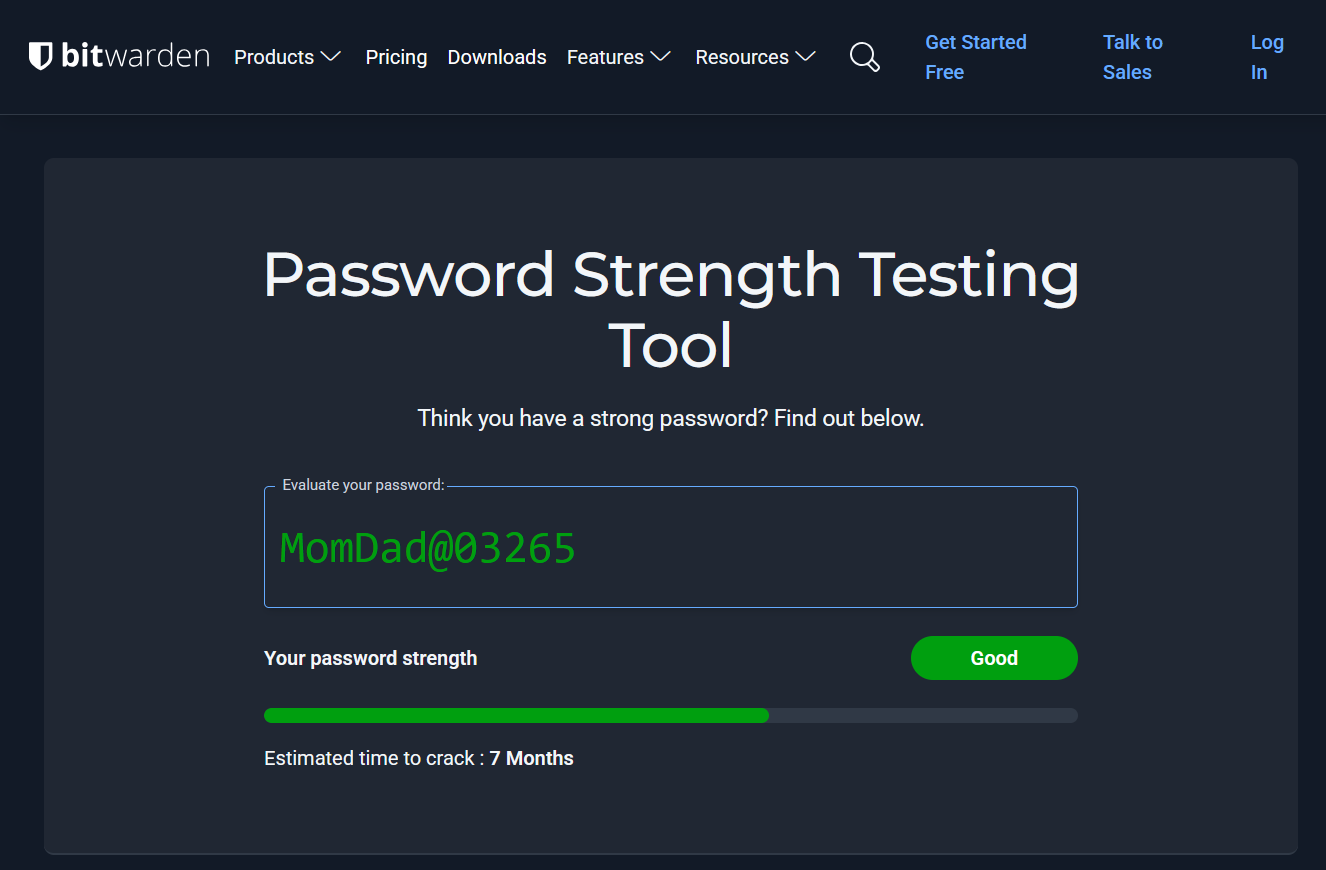 bitwarden Products Pricing Downloads Features Resources Get Started Free Talk to Sales Log In
Password Strength Testing
Tool
Think you have a strong password? Find out below.
Evaluate your password:
MomDad@03265
Your password strength Good
Estimated time to crack : 7 Months